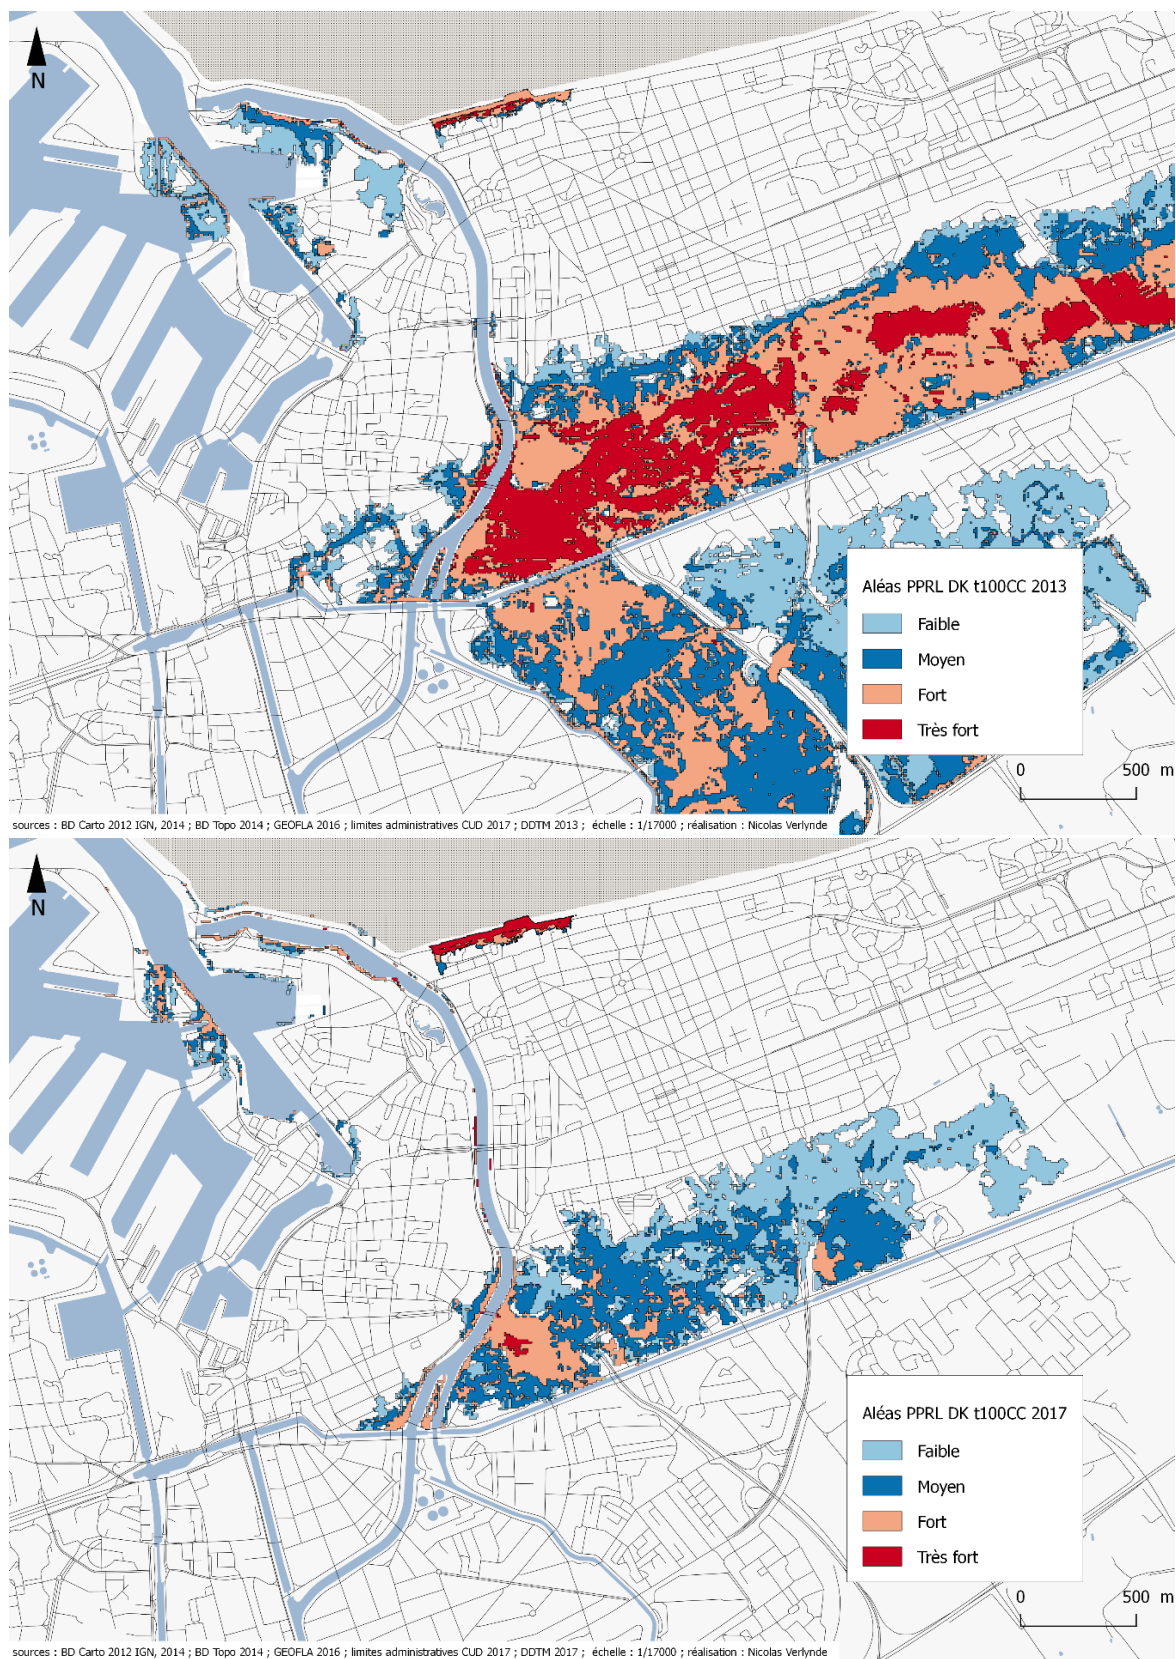 N
Aléas PPRL DK t100CC 2013
Faible
Moyen
Fort
Très fort
0 500 m
sources : BD Carto 2012 IGN, 2014 ; BD Topo 2014 ; GEOFLA 2016 ; limites administratives CUD 2017 ; DDTM 2013 ; échelle : 1/17000 ; réalisation : Nicolas Verlynde
N
Aléas PPRL DK t100CC 2017
Faible
Moyen
Fort
Très fort
0 500 m
sources : BD Carto 2012 IGN, 2014 ; BD Topo 2014 ; GEOFLA 2016 ; limites administratives CUD 2017 ; DDTM 2017 ; échelle : 1/17000 ; réalisation : Nicolas Verlynde